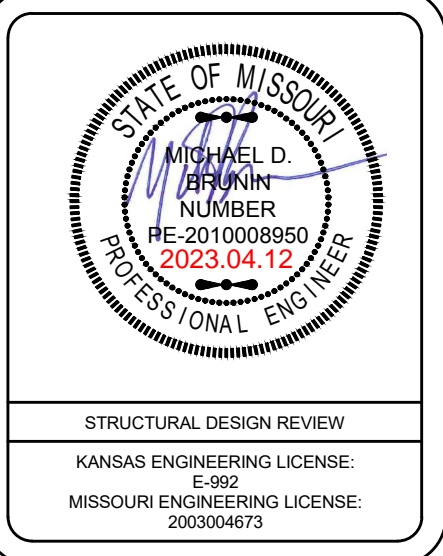 STATE OF MISSOURI
MICHAEL D.
BRUNIN
NUMBER
PE-2010008950
2023.04.12
PROFESSIONAL ENGINEER
STRUCTURAL DESIGN REVIEW
KANSAS ENGINEERING LICENSE:
E-992
MISSOURI ENGINEERING LICENSE:
2003004673